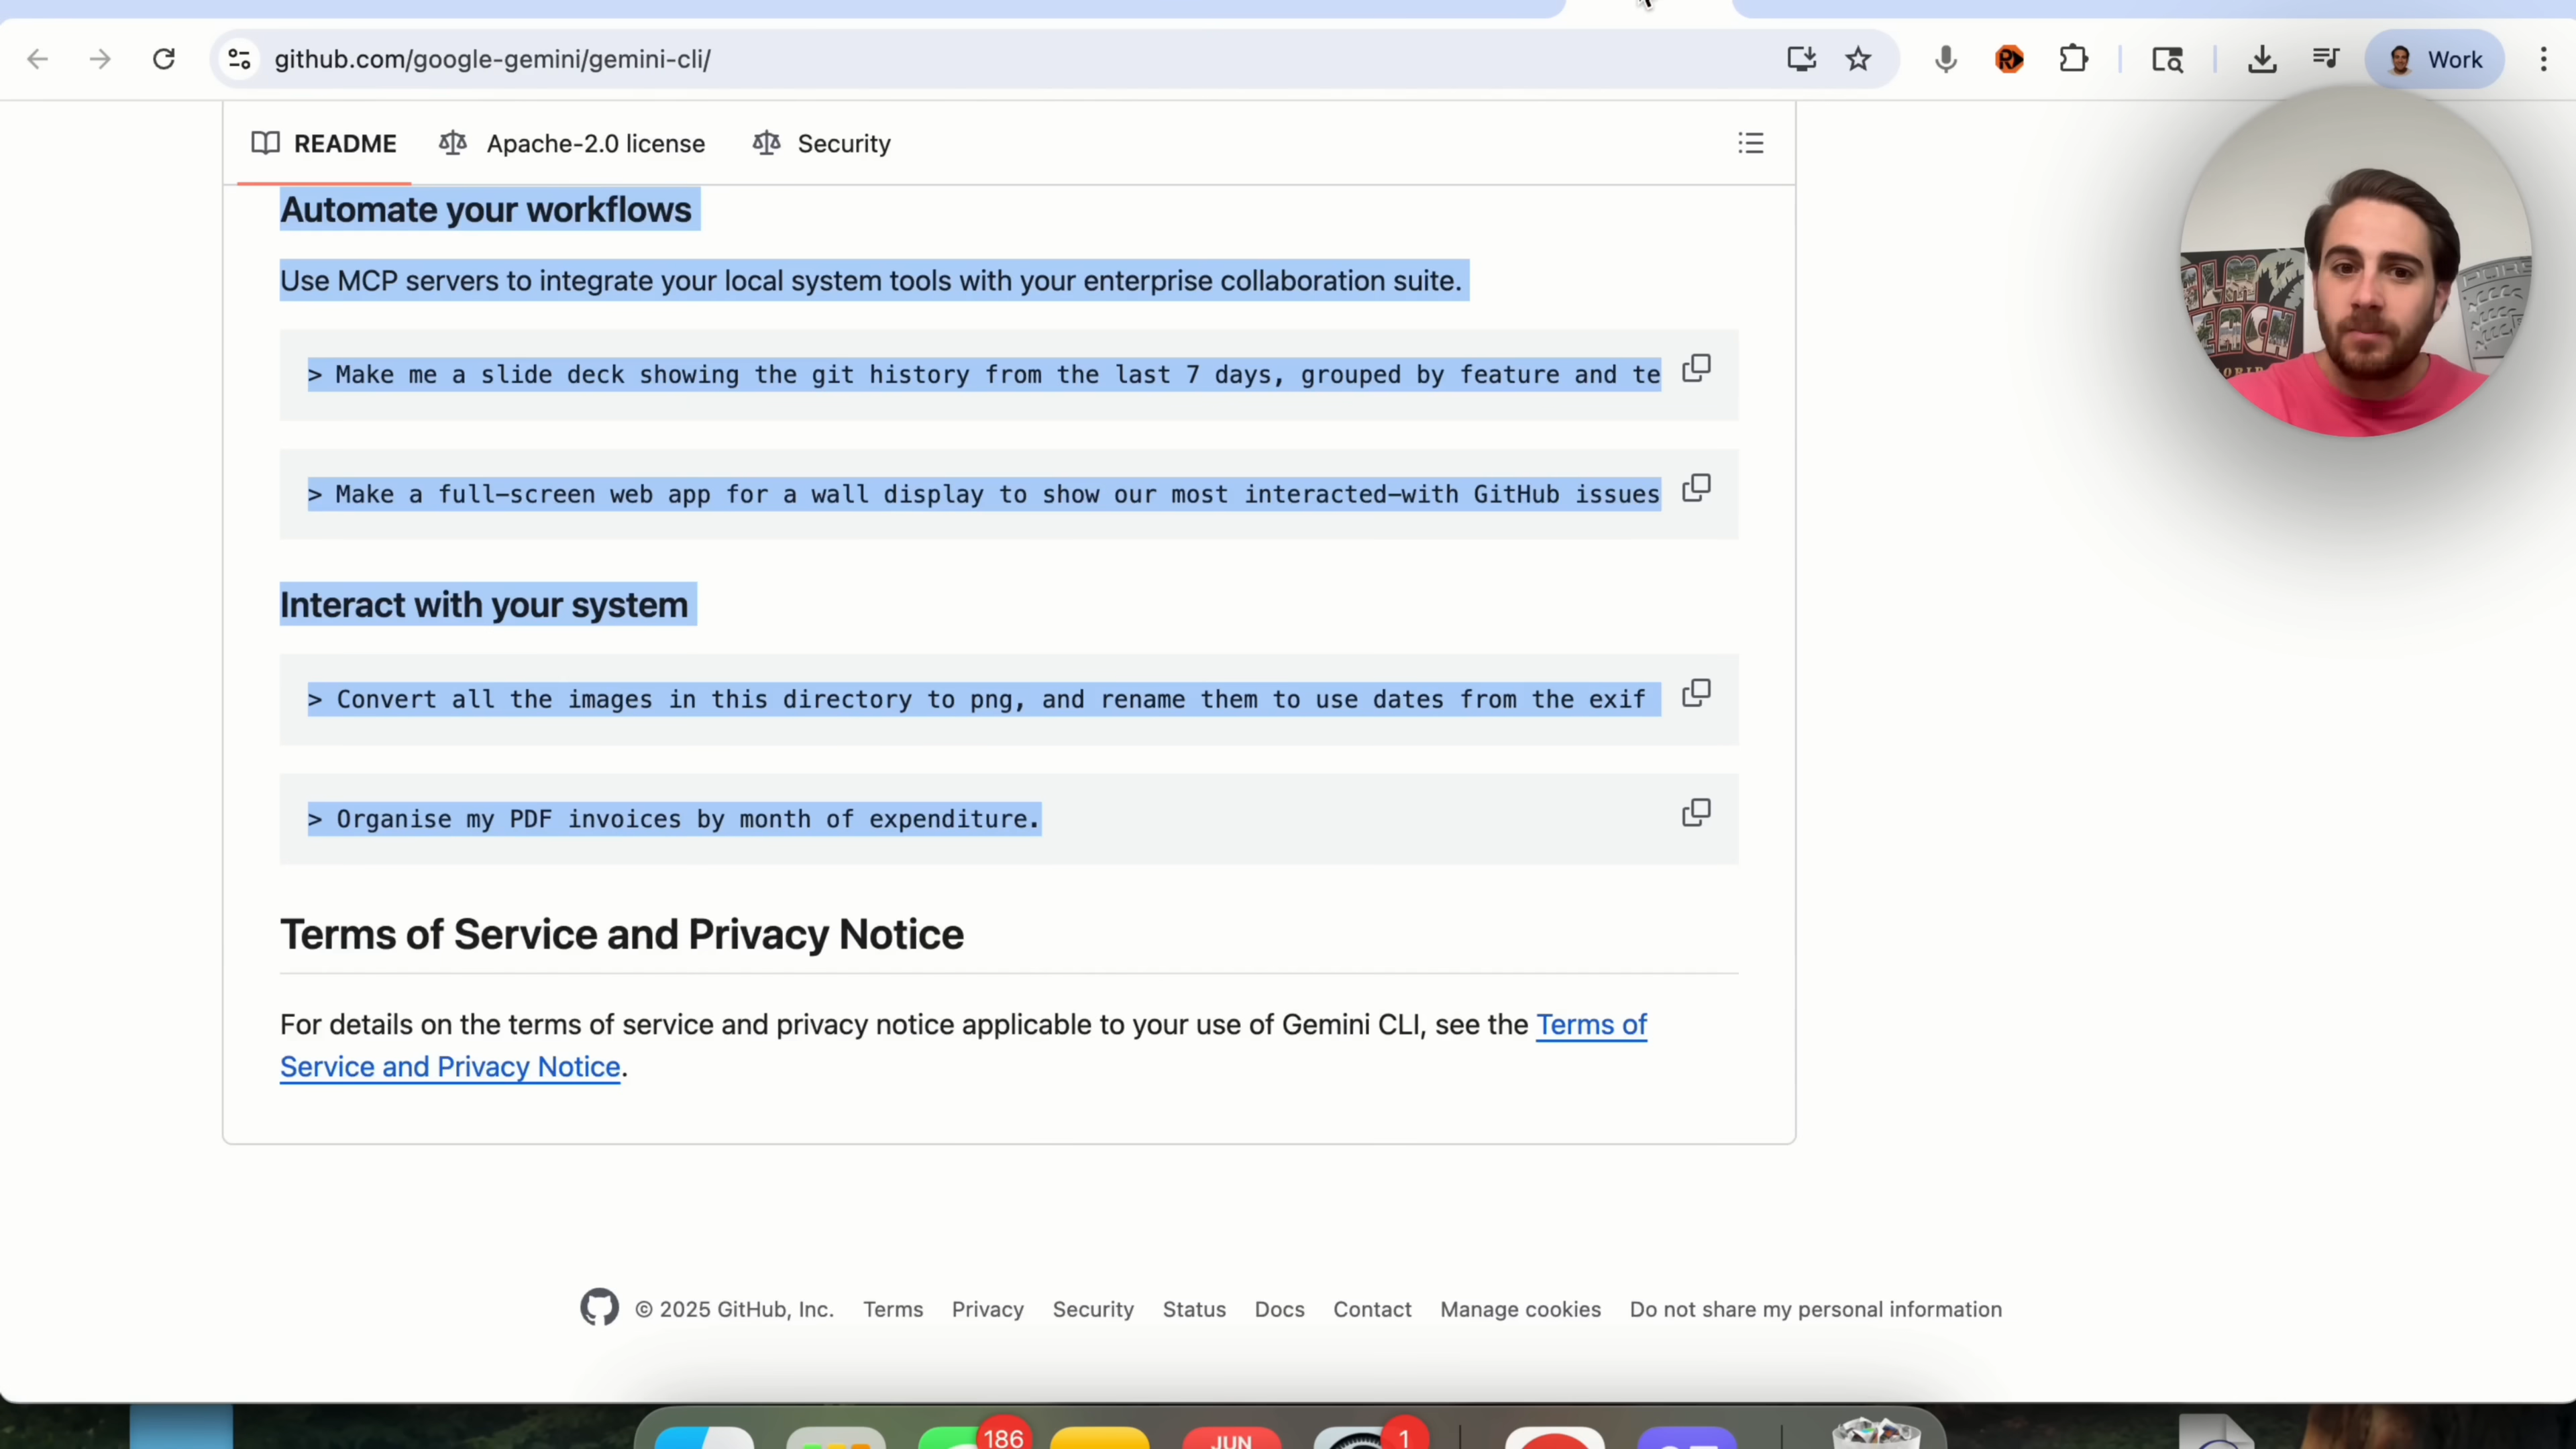 github.com/google-gemini/gemini-cli/
Work
README
Apache-2.0 license
Security
Automate your workflows
Use MCP servers to integrate your local system tools with your enterprise collaboration suite.
> Make me a slide deck showing the git history from the last 7 days, grouped by feature and te
> Make a full-screen web app for a wall display to show our most interacted-with GitHub issues
Interact with your system
> Convert all the images in this directory to png, and rename them to use dates from the exif
> Organise my PDF invoices by month of expenditure.
Terms of Service and Privacy Notice
For details on the terms of service and privacy notice applicable to your use of Gemini CLI, see the Terms of
Service and Privacy Notice.
© 2025 GitHub, Inc. Terms Privacy Security Status Docs Contact Manage cookies Do not share my personal information
186
JUN
1